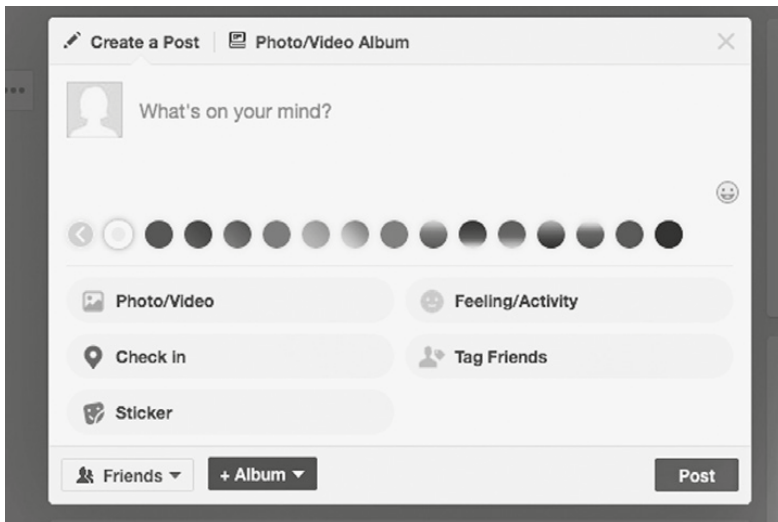 Create a Post Photo/Video Album
What's on your mind?
Photo/Video Feeling/Activity
Check in Tag Friends
Sticker
Friends + Album Post